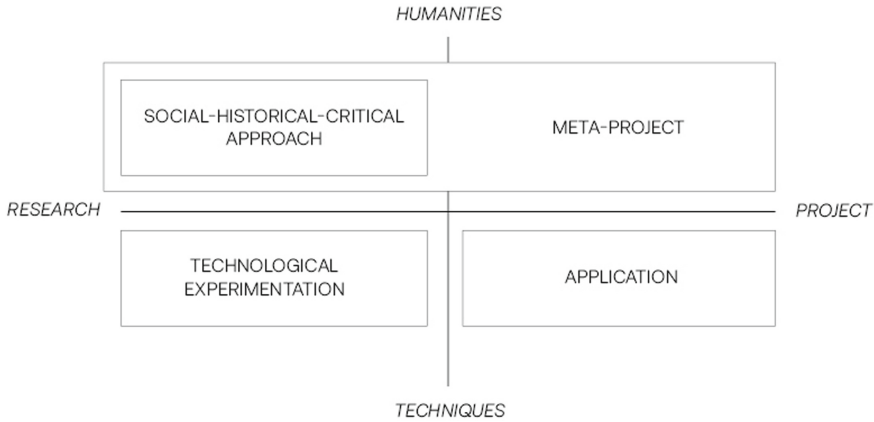 HUMANITIES
SOCIAL-HISTORICAL-CRITICAL
APPROACH
META-PROJECT
RESEARCH
PROJECT
TECHNOLOGICAL
EXPERIMENTATION
APPLICATION
TECHNIQUES